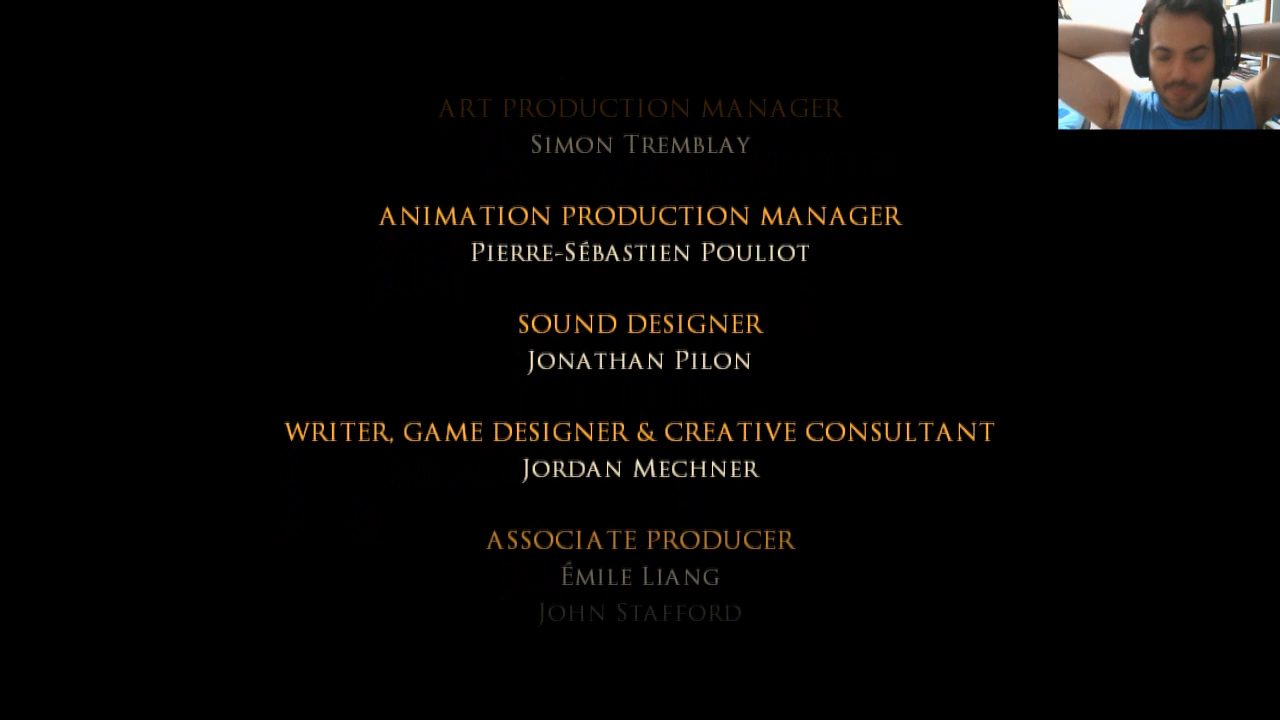 ART PRODUCTION MANAGER
SIMON TREMBLAY
ANIMATION PRODUCTION MANAGER
PIERRE-SÉBASTIEN POULIOT
SOUND DESIGNER
JONATHAN PILON
WRITER, GAME DESIGNER & CREATIVE CONSULTANT
JORDAN MECHNER
ASSOCIATE PRODUCER
ÉMILE LIANG
JOHN STAFFORD